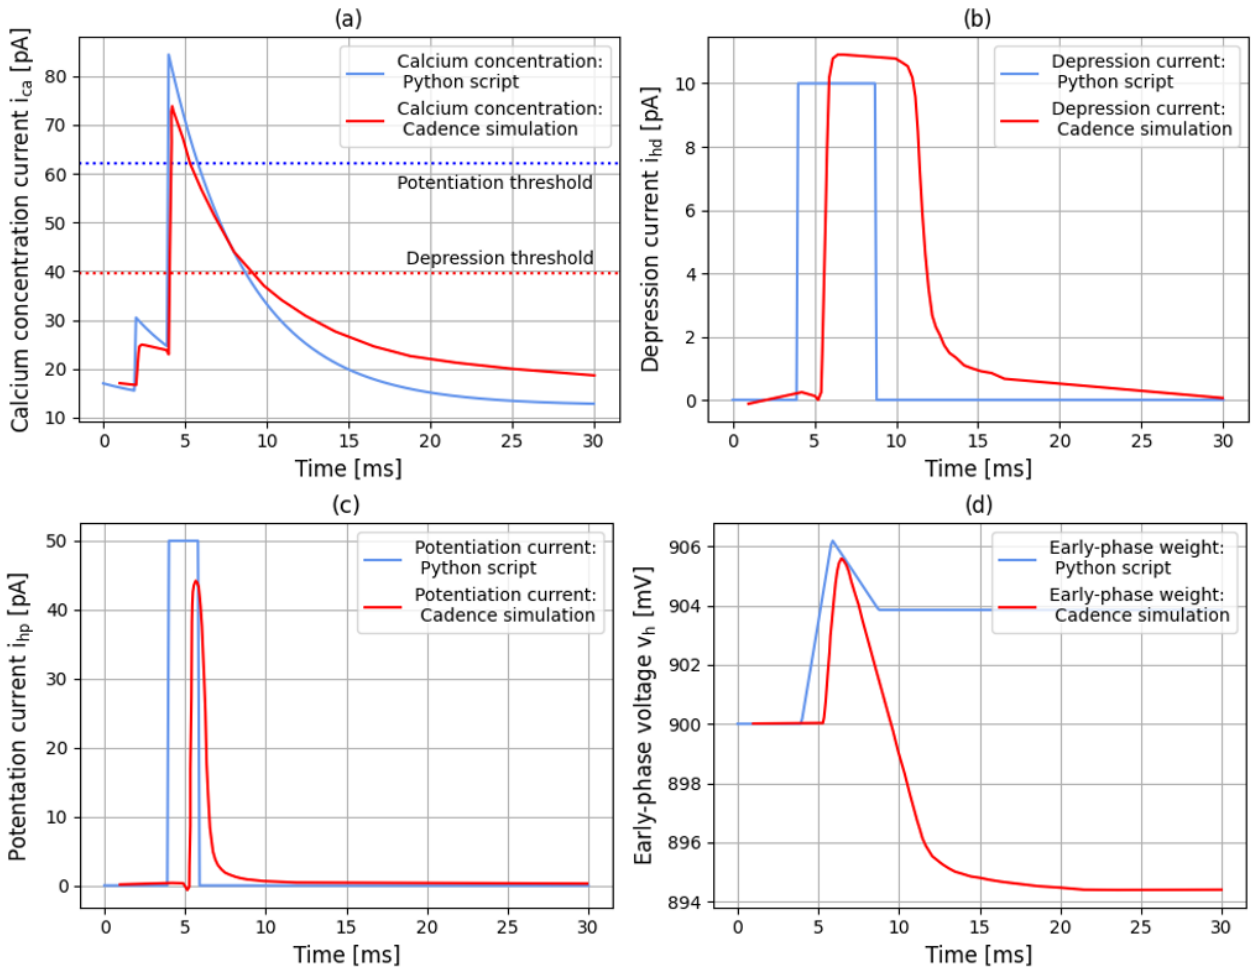 (a)
Calcium concentration current i_ca [pA]
80
70
60
50
40
30
20
10
Calcium concentration:
Python script
Calcium concentration:
Cadence simulation
Potentiation threshold
Depression threshold
0 5 10 15 20 25 30
Time [ms]
(b)
Depression current i_hd [pA]
10
8
6
4
2
0
Depression current:
Python script
Depression current:
Cadence simulation
0 5 10 15 20 25 30
Time [ms]
(c)
Potentation current i_hp [pA]
50
40
30
20
10
0
Potentiation current:
Python script
Potentiation current:
Cadence simulation
0 5 10 15 20 25 30
Time [ms]
(d)
Early-phase voltage v_h [mV]
906
904
902
900
898
896
894
Early-phase weight:
Python script
Early-phase weight:
Cadence simulation
0 5 10 15 20 25 30
Time [ms]